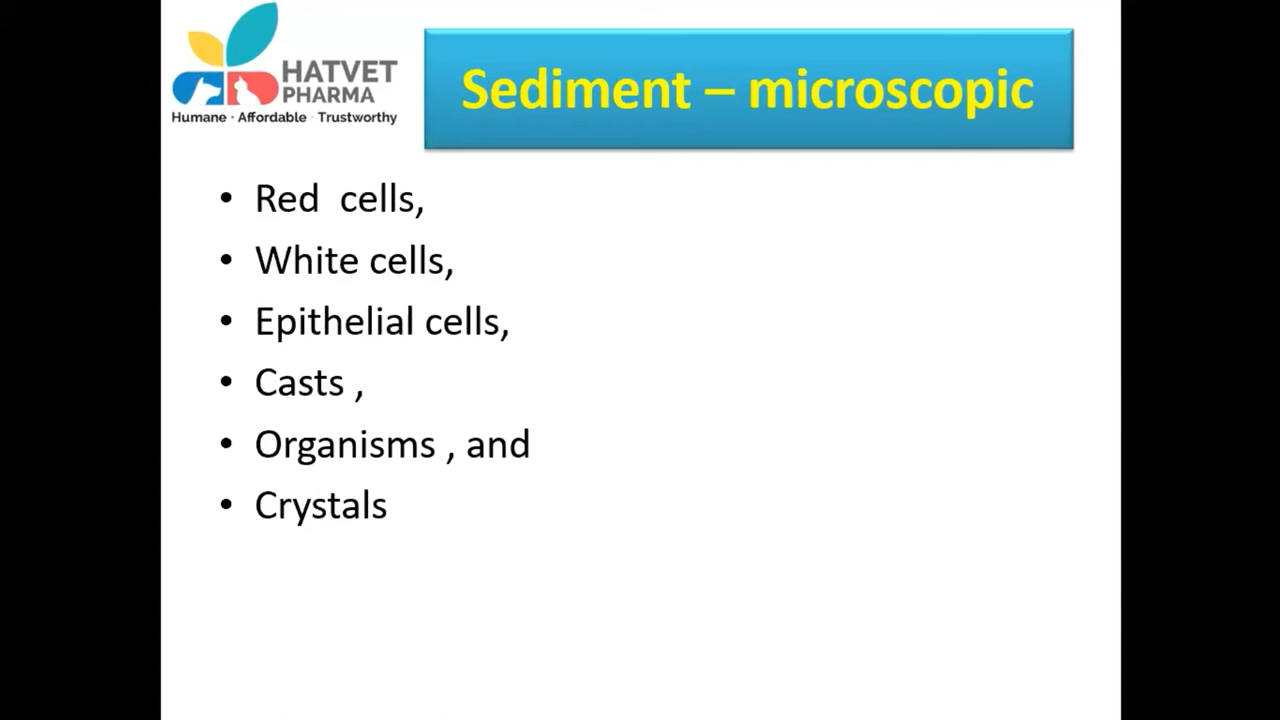 HATVET
PHARMA
Humane · Affordable · Trustworthy
Sediment – microscopic
• Red cells,
• White cells,
• Epithelial cells,
• Casts ,
• Organisms , and
• Crystals